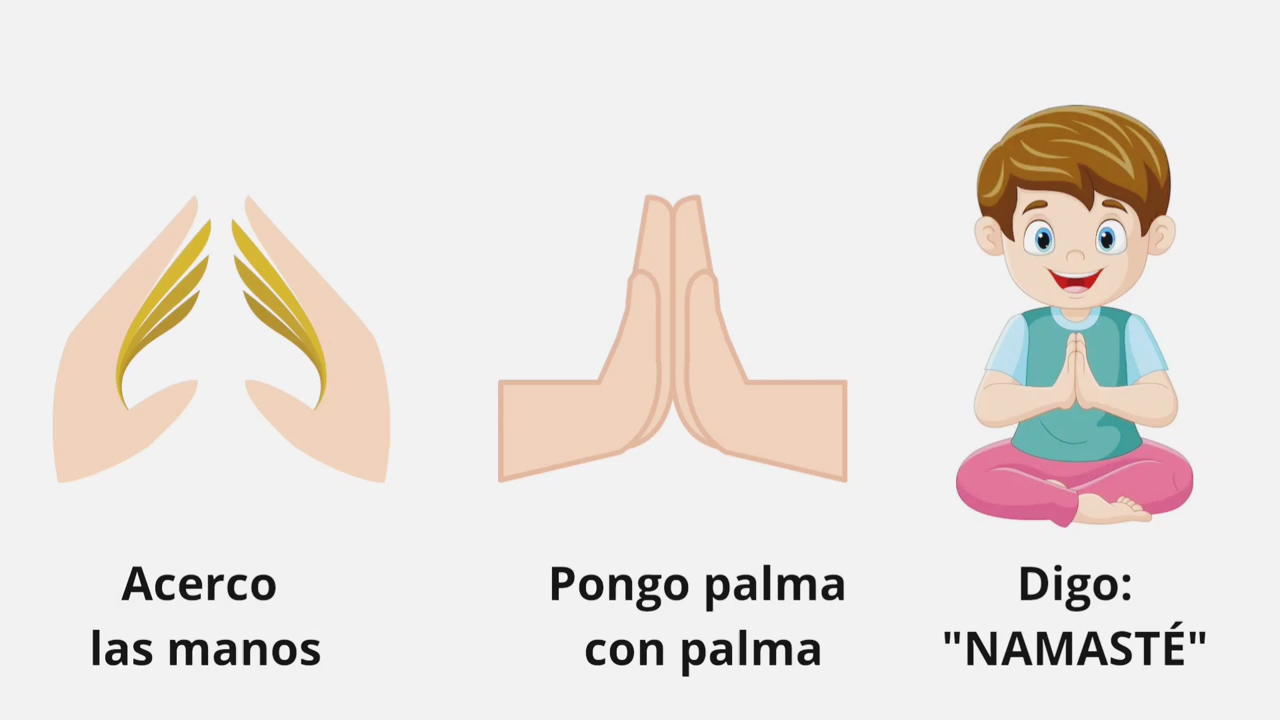 Acerco
las manos
Pongo palma
con palma
Digo:
"NAMASTÉ"